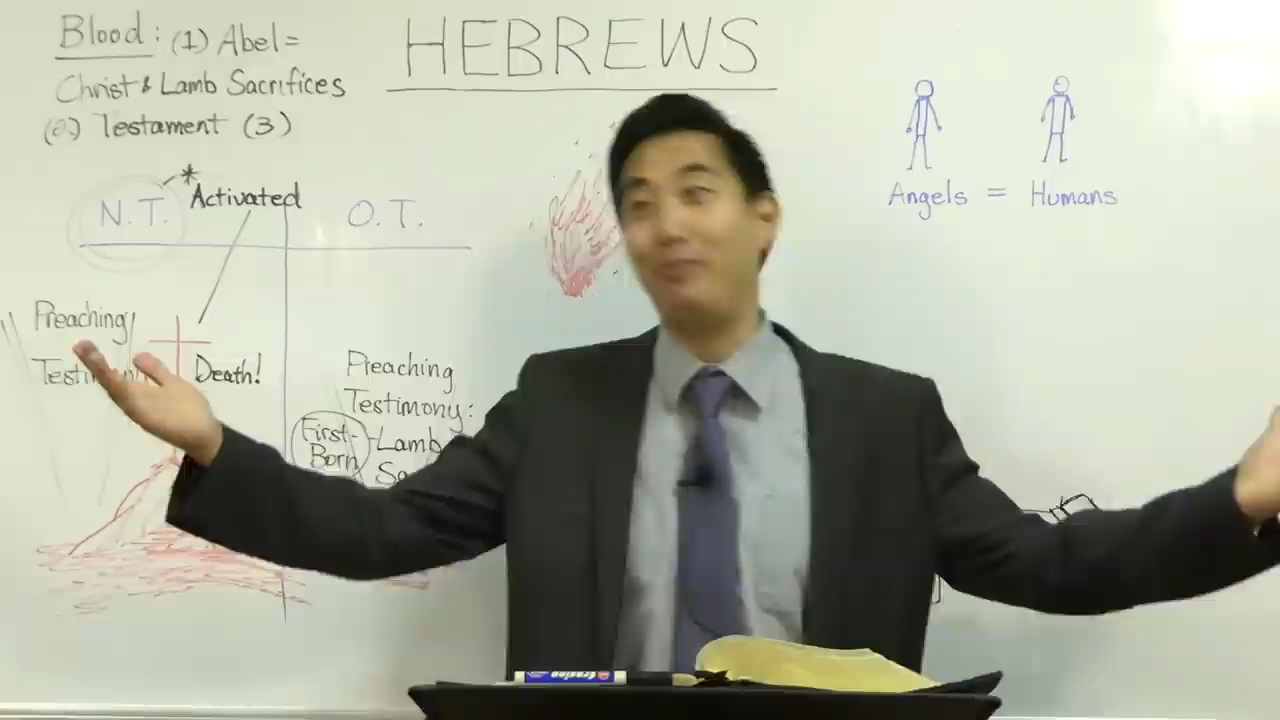 HEBREWS
Blood: (1) Abel=
Christ & Lamb Sacrifices
(2) Testament (3)
* Activated
N.T.
O.T.
Angels = Humans
Preaching
Death!
Preaching
Testimony:
First-
Born
-Lamb